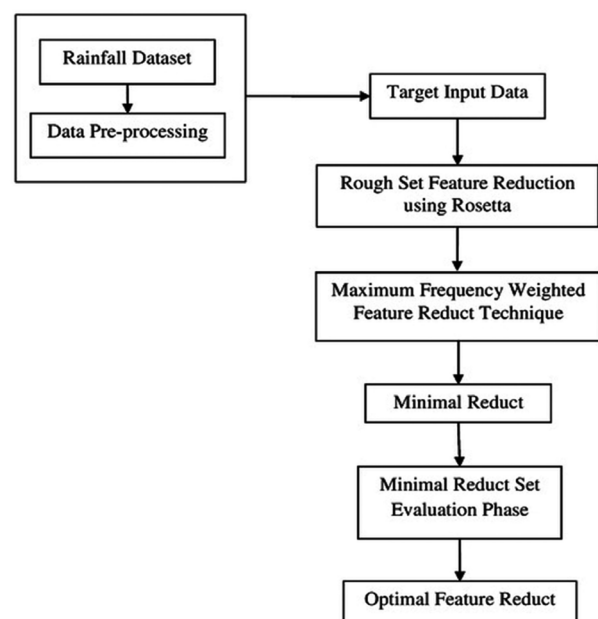 Rainfall Dataset
Data Pre-processing
Target Input Data
Rough Set Feature Reduction
using Rosetta
Maximum Frequency Weighted
Feature Reduct Technique
Minimal Reduct
Minimal Reduct Set
Evaluation Phase
Optimal Feature Reduct